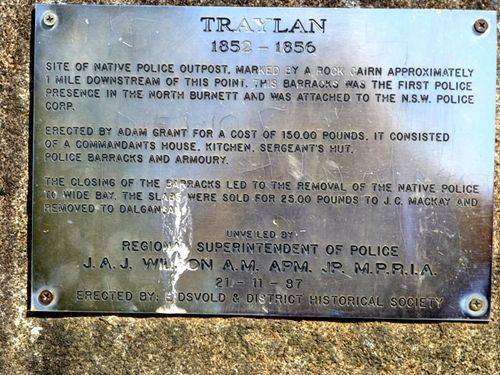 TRAYLAN
1852 - 1856
SITE OF NATIVE POLICE OUTPOST, MARKED BY A ROCK CAIRN APPROXIMATELY
1 MILE DOWNSTREAM OF THIS POINT. THIS BARRACKS WAS THE FIRST POLICE
PRESENCE IN THE NORTH BURNETT AND WAS ATTACHED TO THE N.S.W. POLICE
CORP.
ERECTED BY ADAM GRANT FOR A COST OF 150.00 POUNDS. IT CONSISTED
OF A COMMANDANTS HOUSE, KITCHEN, SERGEANT'S HUT,
POLICE BARRACKS AND ARMOURY.
THE CLOSING OF THE BARRACKS LED TO THE REMOVAL OF THE NATIVE POLICE
TO WIDE BAY. THE SLABS WERE SOLD FOR 25.00 POUNDS TO J.C. MACKAY AND
REMOVED TO
UNVEILED BY:
REGIONAL SUPERINTENDENT OF POLICE
J.A.J. WILSON A.M. APM. JP. M.P.R.I.A.
21 - 11 - 87
ERECTED BY: EIDSVOLD & DISTRICT HISTORICAL SOCIETY